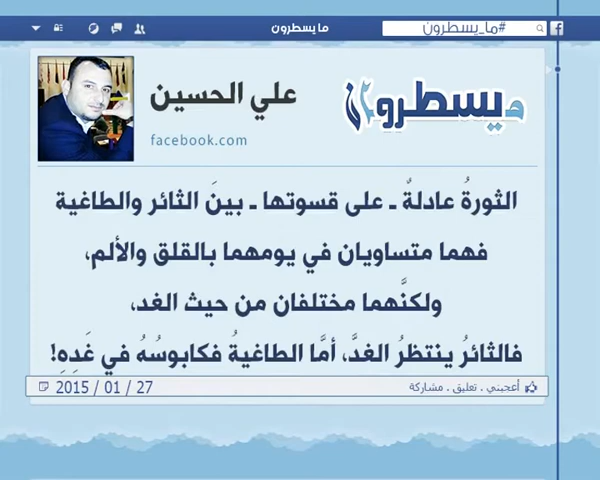 ما يسطرون
#ما_يسطرون
f
علي الحسين
facebook.com
ما يسطرون
الثورةُ عادلةٌ ـ على قسوتها ـ بينَ الثائر والطاغية
فهما متساويان في يومهما بالقلق والألم،
ولكنَّهما مختلفان من حيث الغد،
فالثائرُ ينتظرُ الغدَّ، أمَّا الطاغيةُ فكابوسُهُ في غَدِهِ!
أعجبني . تعليق . مشاركة
2015 / 01 / 27